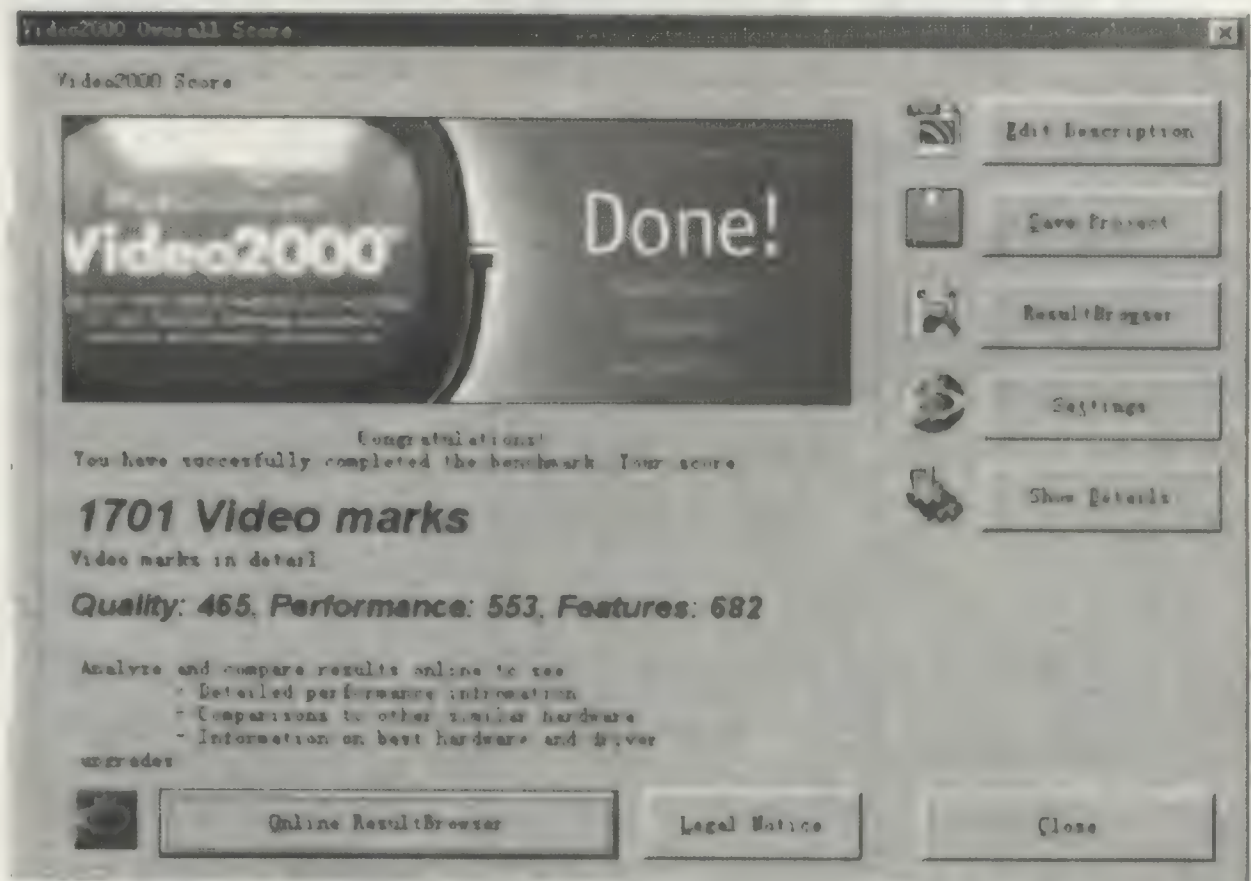 Video2000 Overall Score
Video2000 Score
Video2000
Done!
Edit Description
Save Project
ResultBrowser
Settings
Show Details
Congratulations!
You have succesfully completed the benchmark. Your score
1701 Video marks
Video marks in detail
Quality: 465, Performance: 553, Features: 682
Analyze and compare results online to see
- Detailed performance infromation
- Comparisons to other similar hardware
- Information on best hardware and driver
upgrades
Online ResultBrowser
Legal Notice
Close